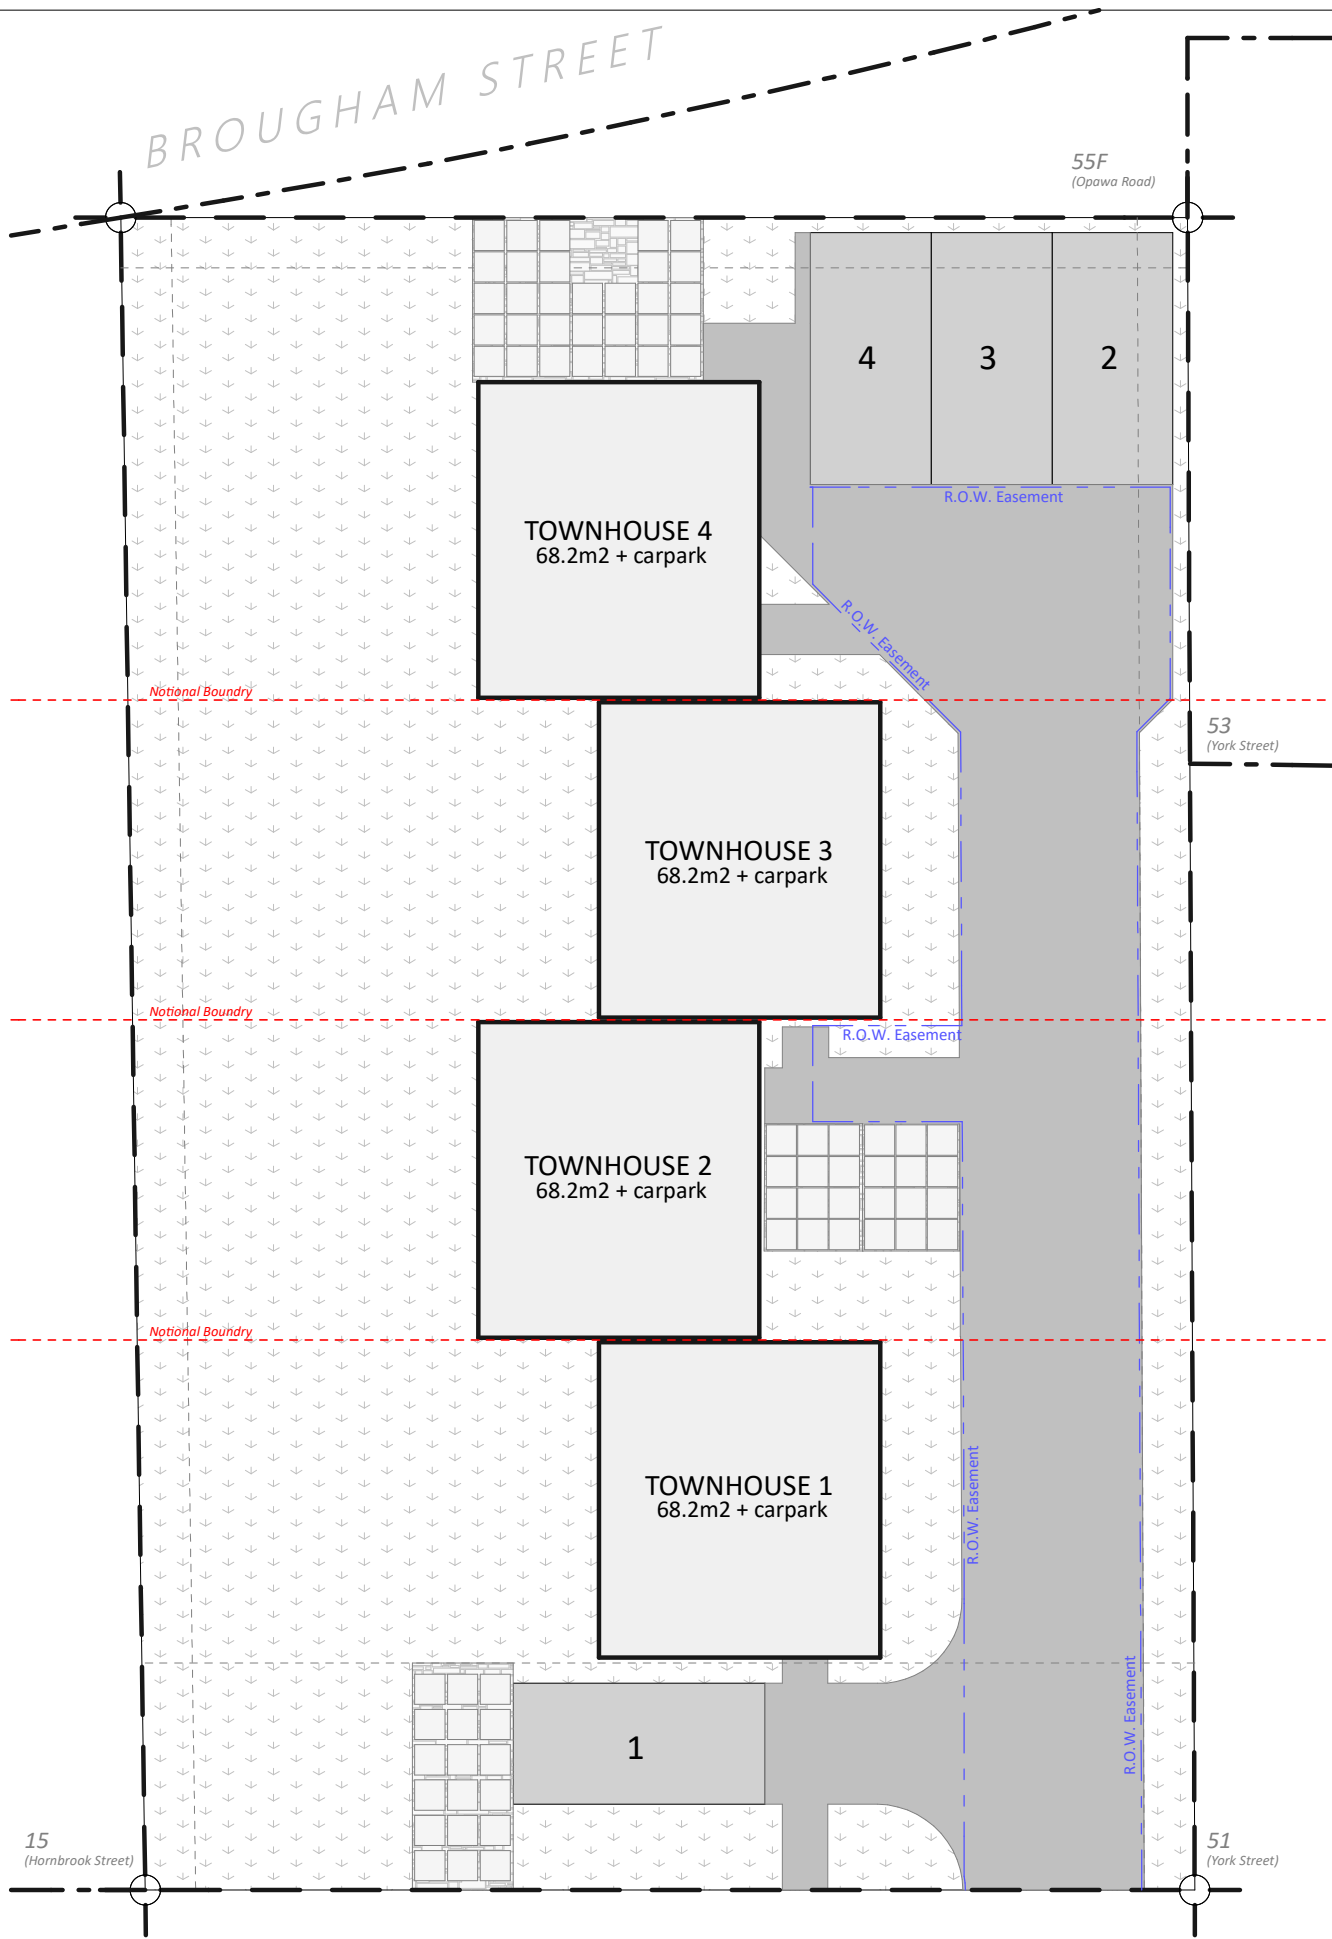 BROUGHAM STREET
55F
(Opawa Road)
4
3
2
R.O.W. Easement
TOWNHOUSE 4
68.2m2 + carpark
R.O.W. Easement
Notional Boundry
53
(York Street)
TOWNHOUSE 3
68.2m2 + carpark
Notional Boundry
R.O.W. Easement
TOWNHOUSE 2
68.2m2 + carpark
Notional Boundry
TOWNHOUSE 1
68.2m2 + carpark
R.O.W. Easement
R.O.W. Easement
1
15
(Hornbrook Street)
51
(York Street)